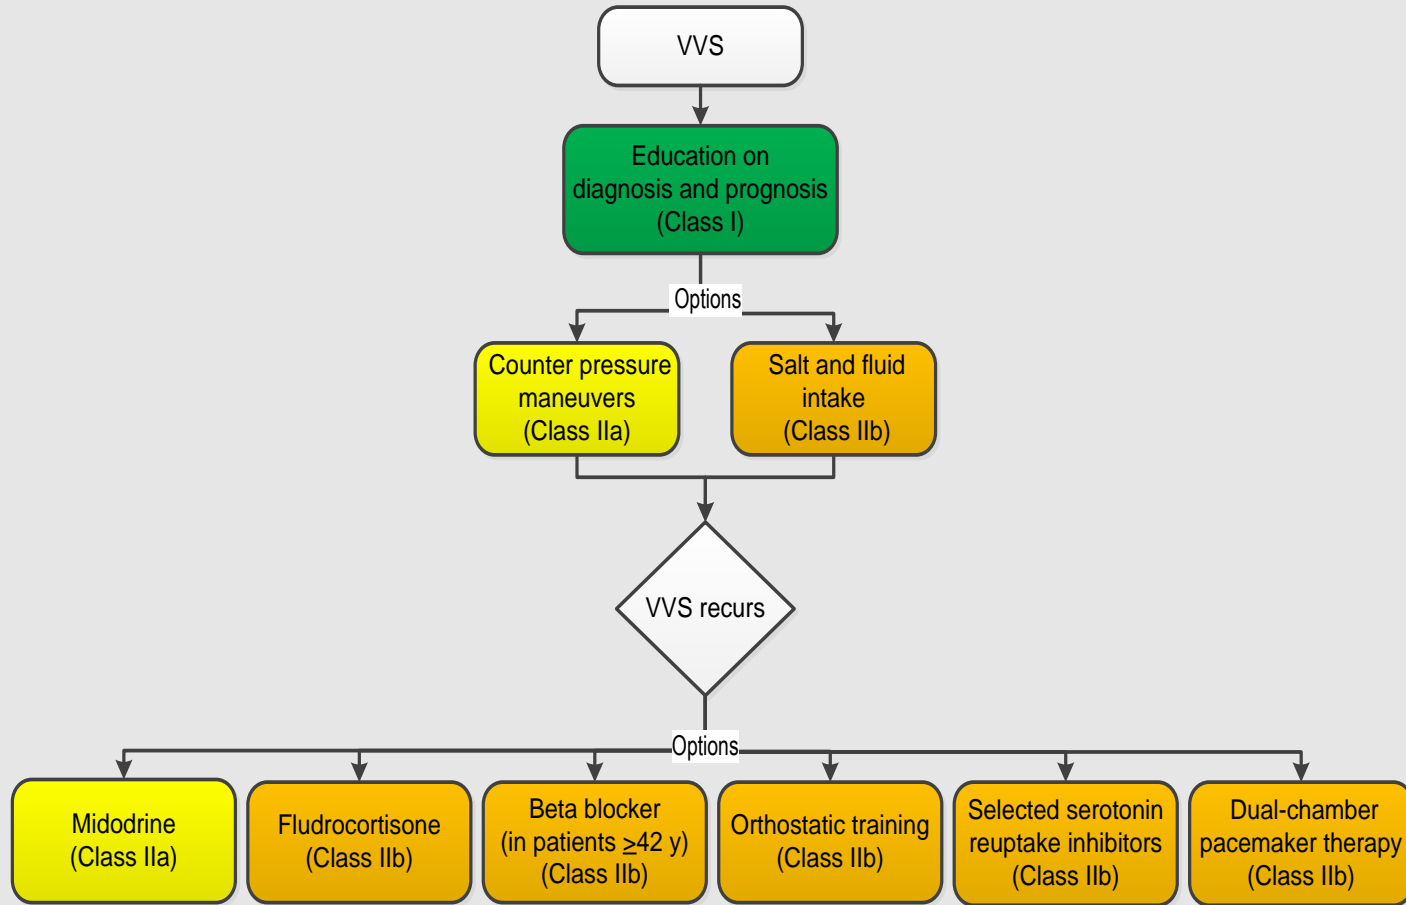 VVS
Education on
diagnosis and prognosis
(Class I)
Options
Counter pressure
maneuvers
(Class IIa)
Salt and fluid
intake
(Class IIb)
VVS recurs
Options
Midodrine
(Class IIa)
Fludrocortisone
(Class IIb)
Beta blocker
(in patients ≥42 y)
(Class IIb)
Orthostatic training
(Class IIb)
Selected serotonin
reuptake inhibitors
(Class IIb)
Dual-chamber
pacemaker therapy
(Class IIb)